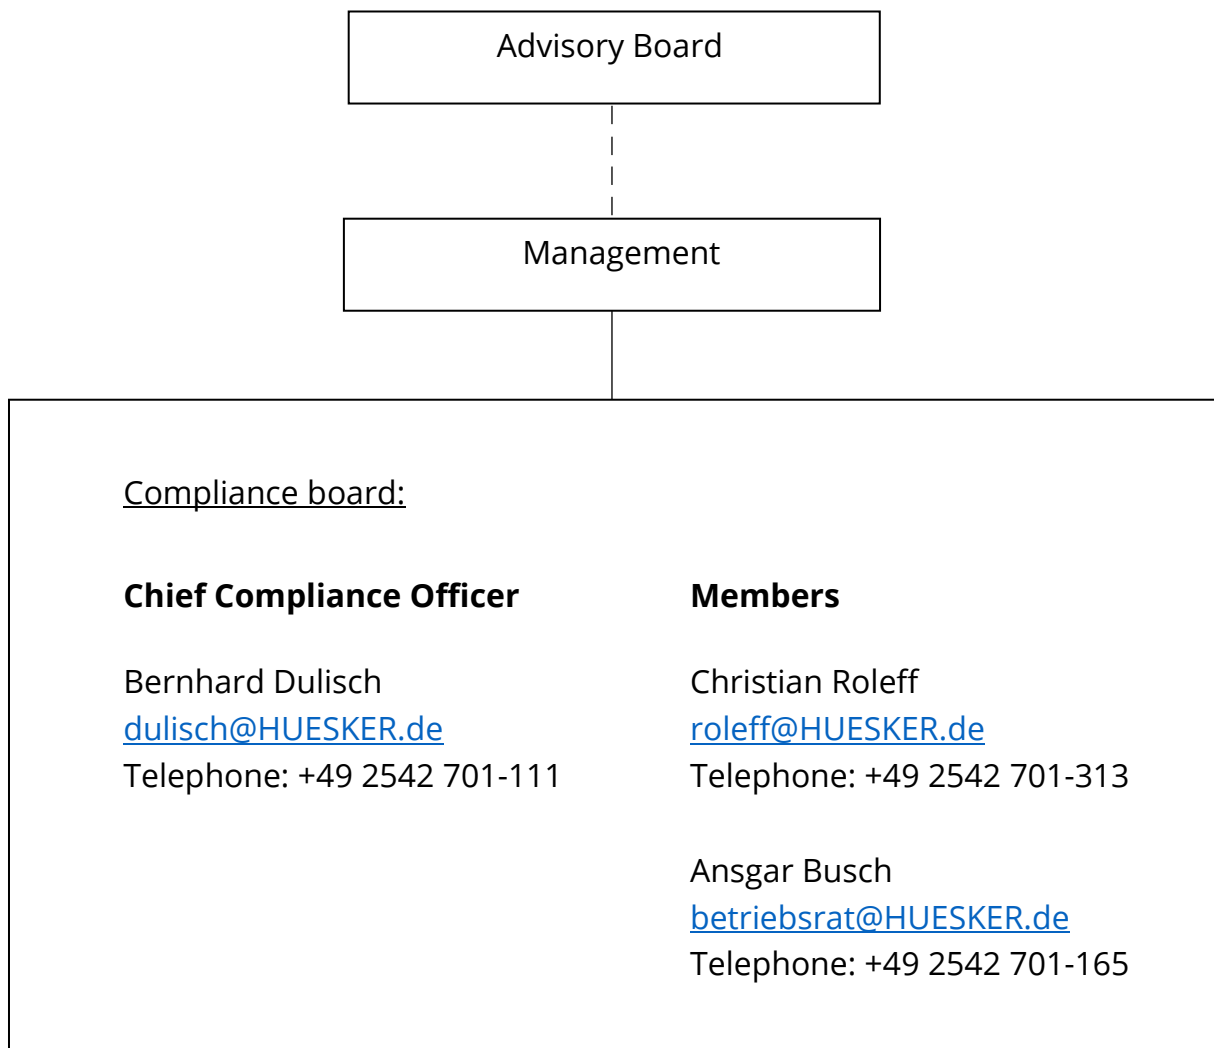 Advisory Board
Management
Compliance board:
Chief Compliance Officer
Bernhard Dulisch
dulisch@HUESKER.de
Telephone: +49 2542 701-111
Members
Christian Roleff
roleff@HUESKER.de
Telephone: +49 2542 701-313
Ansgar Busch
betriebsrat@HUESKER.de
Telephone: +49 2542 701-165